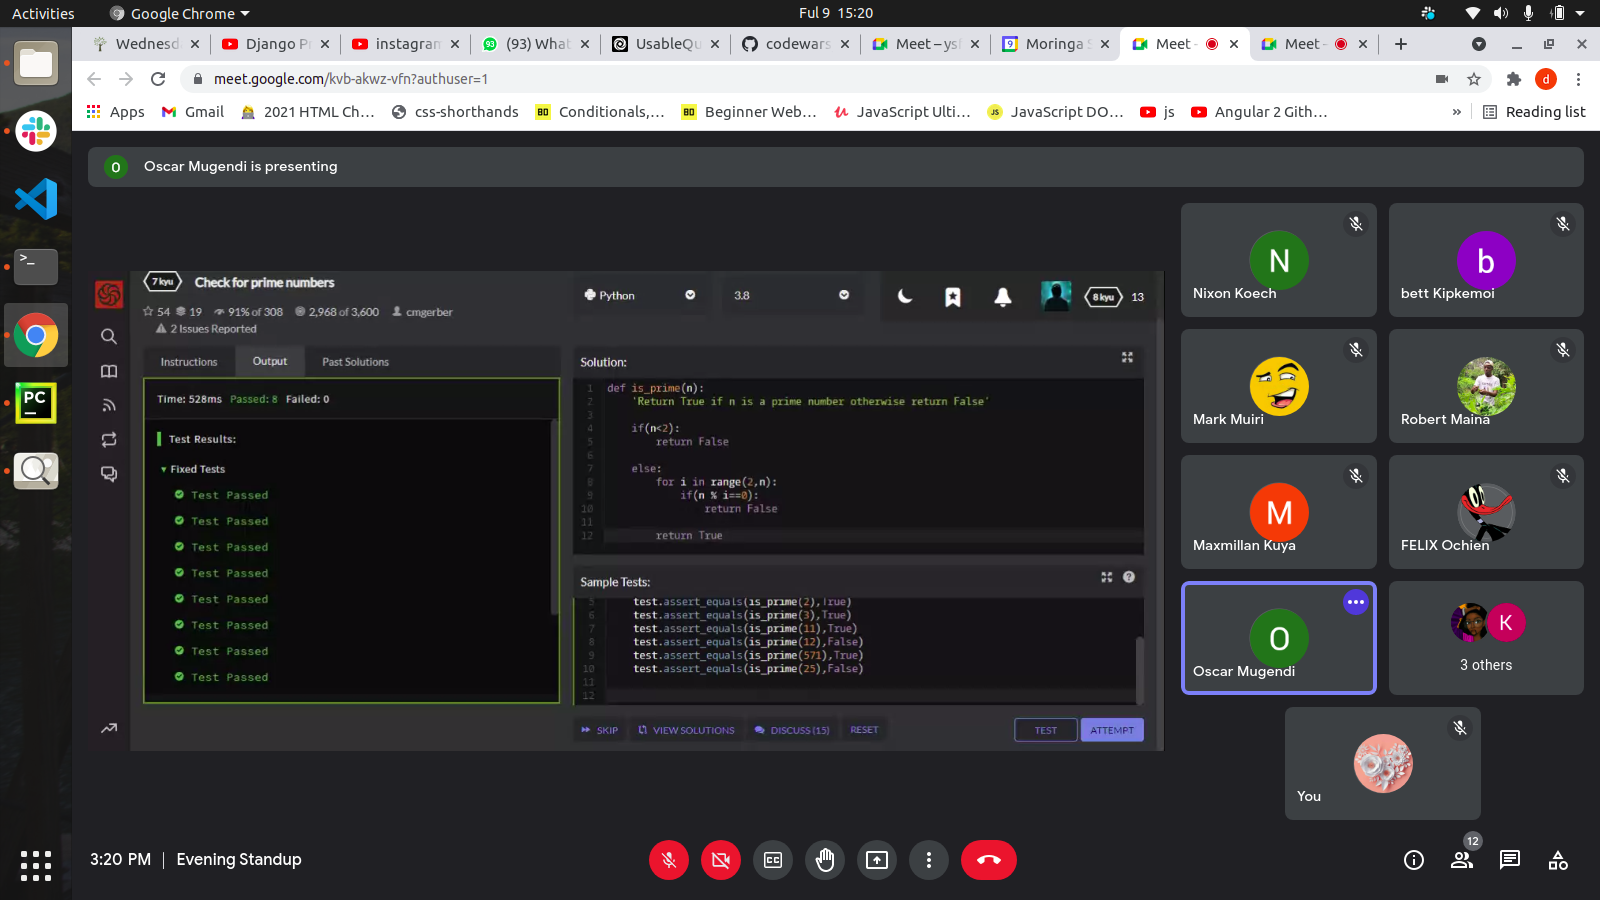 Activities
Google Chrome
Ful 9 15:20
Wednesd
Django Pr
instagram
(93) What
UsableQu
codewars
Meet – ysf
Moringa S
Meet -
Meet -
meet.google.com/kvb-akwz-vfn?authuser=1
d
Apps
Gmail
2021 HTML Ch...
css-shorthands
Conditionals,...
Beginner Web...
JavaScript Ulti...
JavaScript DO...
js
Angular 2 Gith...
»
Reading list
O
Oscar Mugendi is presenting
7 kyu
Check for prime numbers
54
19
91% of 308
2,968 of 3,600
cmgerber
2 Issues Reported
Python
3.8
8 kyu
13
Instructions
Output
Past Solutions
Time: 528ms Passed: 8 Failed: 0
Test Results:
Fixed Tests
Test Passed
Test Passed
Test Passed
Test Passed
Test Passed
Test Passed
Test Passed
Test Passed
Solution:
1 def is_prime(n):
2 'Return True if n is a prime number otherwise return False'
3
4 if(n<2):
5 return False
6
7 else:
8 for i in range(2,n):
9 if(n % i==0):
10 return False
11
12 return True
Sample Tests:
5 test.assert_equals(is_prime(2),True)
6 test.assert_equals(is_prime(3),True)
7 test.assert_equals(is_prime(11),True)
8 test.assert_equals(is_prime(12),False)
9 test.assert_equals(is_prime(571),True)
10 test.assert_equals(is_prime(25),False)
11
12
SKIP
VIEW SOLUTIONS
DISCUSS (15)
RESET
TEST
ATTEMPT
N
Nixon Koech
b
bett Kipkemoi
Mark Muiri
Robert Maina
M
Maxmillan Kuya
FELIX Ochien
O
Oscar Mugendi
K
3 others
You
PC
3:20 PM | Evening Standup
12